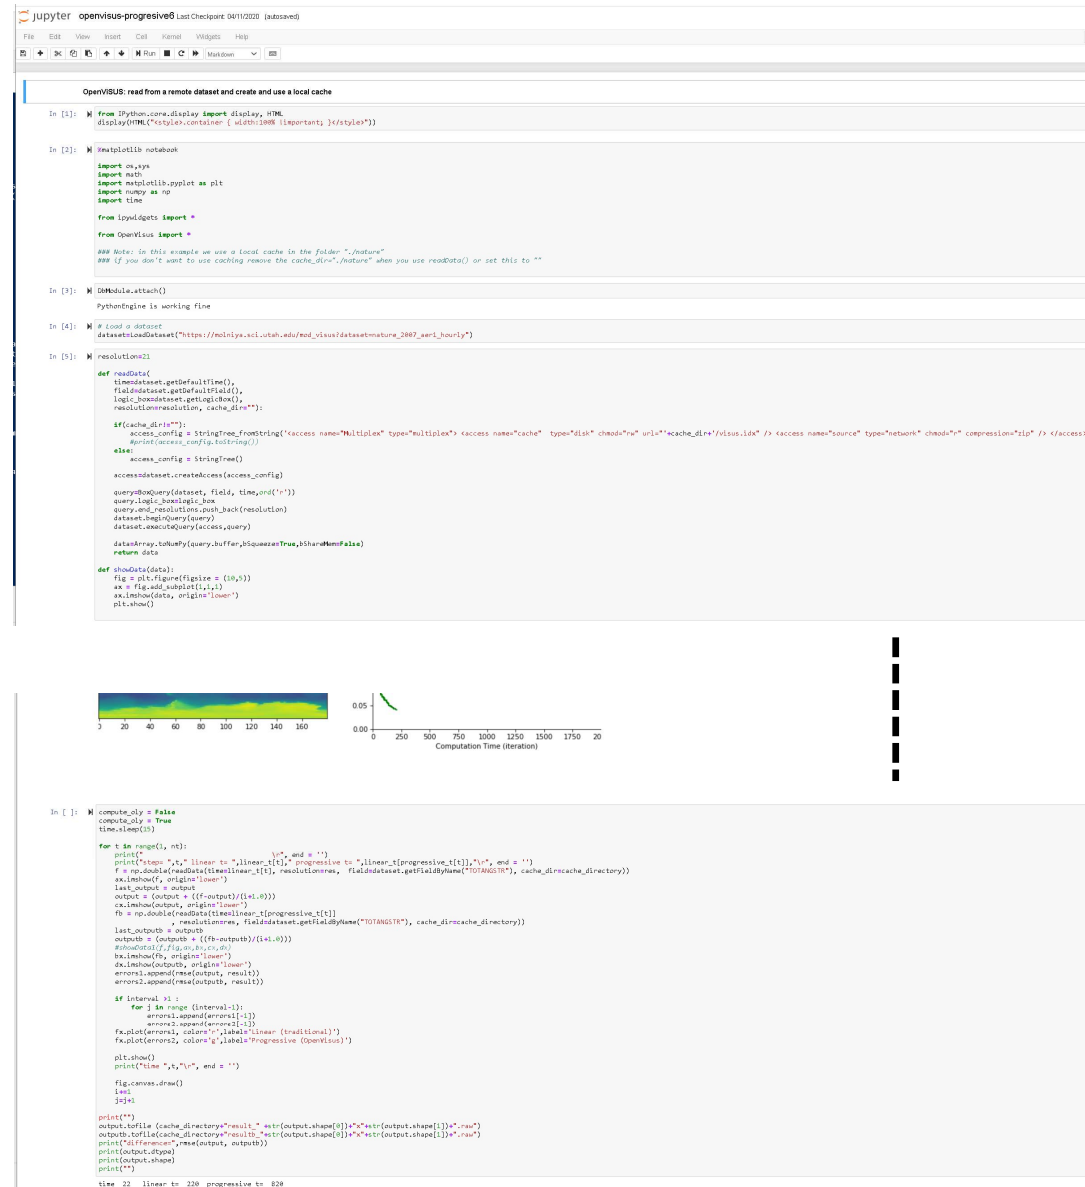 jupyter openvisus-progresive6 Last Checkpoint: 04/11/2020 (autosaved)
File Edit View Insert Cell Kernel Widgets Help
Run Markdown
OpenViSUS: read from a remote dataset and create and use a local cache
In [1]: from IPython.core.display import display, HTML
display(HTML("<style>.container { width:100% !important; }</style>"))
In [2]: %matplotlib notebook
import os,sys
import math
import matplotlib.pyplot as plt
import numpy as np
import time
from ipywidgets import *
from OpenVisus import *
### Note: in this example we use a local cache in the folder "./nature"
### if you don't want to use caching remove the cache_dir="./nature" when you use readData() or set this to ""
In [3]: DbModule.attach()
PythonEngine is working fine
In [4]: # Load a dataset
dataset=LoadDataset("https://molniya.sci.utah.edu/mod_visus?dataset=nature_2007_aer1_hourly")
In [5]: resolution=21
def readData(
time=dataset.getDefaultTime(),
field=dataset.getDefaultField(),
logic_box=dataset.getLogicBox(),
resolution=resolution, cache_dir=""):
if(cache_dir!=""):
access_config = StringTree_fromString('<access name="Multiplex" type="multiplex"> <access name="cache" type="disk" chmod="rw" url="'+cache_dir+'/visus.idx" /> <access name="source" type="network" chmod="r" compression="zip" /> </access>
#print(access_config.toString())
else:
access_config = StringTree()
access=dataset.createAccess(access_config)
query=BoxQuery(dataset, field, time,ord('r'))
query.logic_box=logic_box
query.end_resolutions.push_back(resolution)
dataset.beginQuery(query)
dataset.executeQuery(access,query)
data=Array.toNumPy(query.buffer,bSqueeze=True,bShareMem=False)
return data
def showData(data):
fig = plt.figure(figsize = (10,5))
ax = fig.add_subplot(1,1,1)
ax.imshow(data, origin='lower')
plt.show()
0.05
0.00
0 20 40 60 80 100 120 140 160
0 250 500 750 1000 1250 1500 1750 20
Computation Time (iteration)
In [ ]: compute_oly = False
compute_oly = True
time.sleep(15)
for t in range(1, nt):
print(" \r", end = '')
print("step= ",t," linear t= ",linear_t[t]," progressive t= ",linear_t[progressive_t[t]],"\r", end = '')
f = np.double(readData(time=linear_t[t], resolution=res, field=dataset.getFieldByName("TOTANGSTR"), cache_dir=cache_directory))
ax.imshow(f, origin='lower')
last_output = output
output = (output + ((f-output)/(i+1.0)))
cx.imshow(output, origin='lower')
fb = np.double(readData(time=linear_t[progressive_t[t]]
, resolution=res, field=dataset.getFieldByName("TOTANGSTR"), cache_dir=cache_directory))
last_outputb = outputb
outputb = (outputb + ((fb-outputb)/(i+1.0)))
#showData1(f,fig,ax,bx,cx,dx)
bx.imshow(fb, origin='lower')
dx.imshow(outputb, origin='lower')
errors1.append(rmse(output, result))
errors2.append(rmse(outputb, result))
if interval >1 :
for j in range (interval-1):
errors1.append(errors1[-1])
errors2.append(errors2[-1])
fx.plot(errors1, color='r',label='Linear (traditional)')
fx.plot(errors2, color='g',label='Progressive (OpenVisus)')
plt.show()
print("time ",t,"\r", end = '')
fig.canvas.draw()
i+=1
j=j+1
print("")
output.tofile (cache_directory+"result_" +str(output.shape[0])+"x"+str(output.shape[1])+".raw")
outputb.tofile(cache_directory+"resultb_"+str(output.shape[0])+"x"+str(output.shape[1])+".raw")
print("difference=",rmse(output, outputb))
print(output.dtype)
print(output.shape)
print("")
time 22 linear t= 220 progressive t= 820